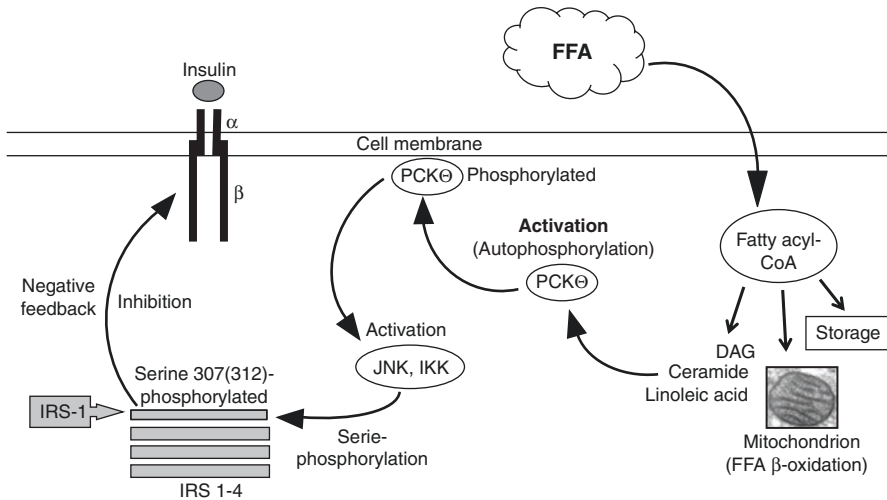 FFA
Insulin
α
β
Cell membrane
PCKΘ
Phosphorylated
Activation
(Autophosphorylation)
PCKΘ
Fatty acyl-
CoA
Negative
feedback
Inhibition
Activation
JNK, IKK
DAG
Ceramide
Linoleic acid
Storage
Serine 307(312)-
phosphorylated
IRS-1
Serie-
phosphorylation
IRS 1-4
Mitochondrion
(FFA β-oxidation)